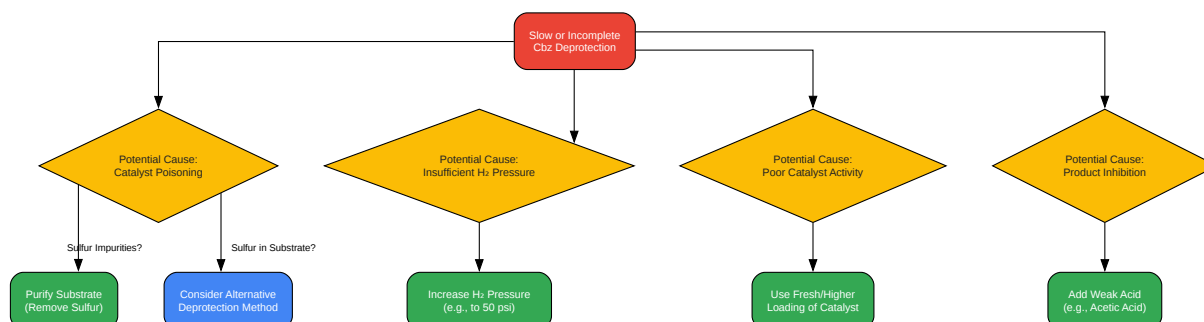 Slow or Incomplete
Cbz Deprotection
Potential Cause:
Catalyst Poisoning
Potential Cause:
Insufficient H₂ Pressure
Potential Cause:
Poor Catalyst Activity
Potential Cause:
Product Inhibition
Sulfur Impurities?
Sulfur in Substrate?
Purify Substrate
(Remove Sulfur)
Consider Alternative
Deprotection Method
Increase H₂ Pressure
(e.g., to 50 psi)
Use Fresh/Higher
Loading of Catalyst
Add Weak Acid
(e.g., Acetic Acid)